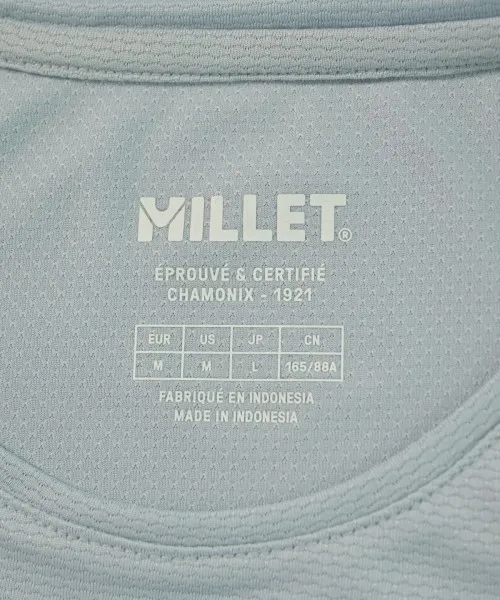 MILLET®
ÉPROUVÉ & CERTIFIÉ
CHAMONIX - 1921
EUR US JP CN
M M L 165/88A
FABRIQUÉ EN INDONESIA
MADE IN INDONESIA